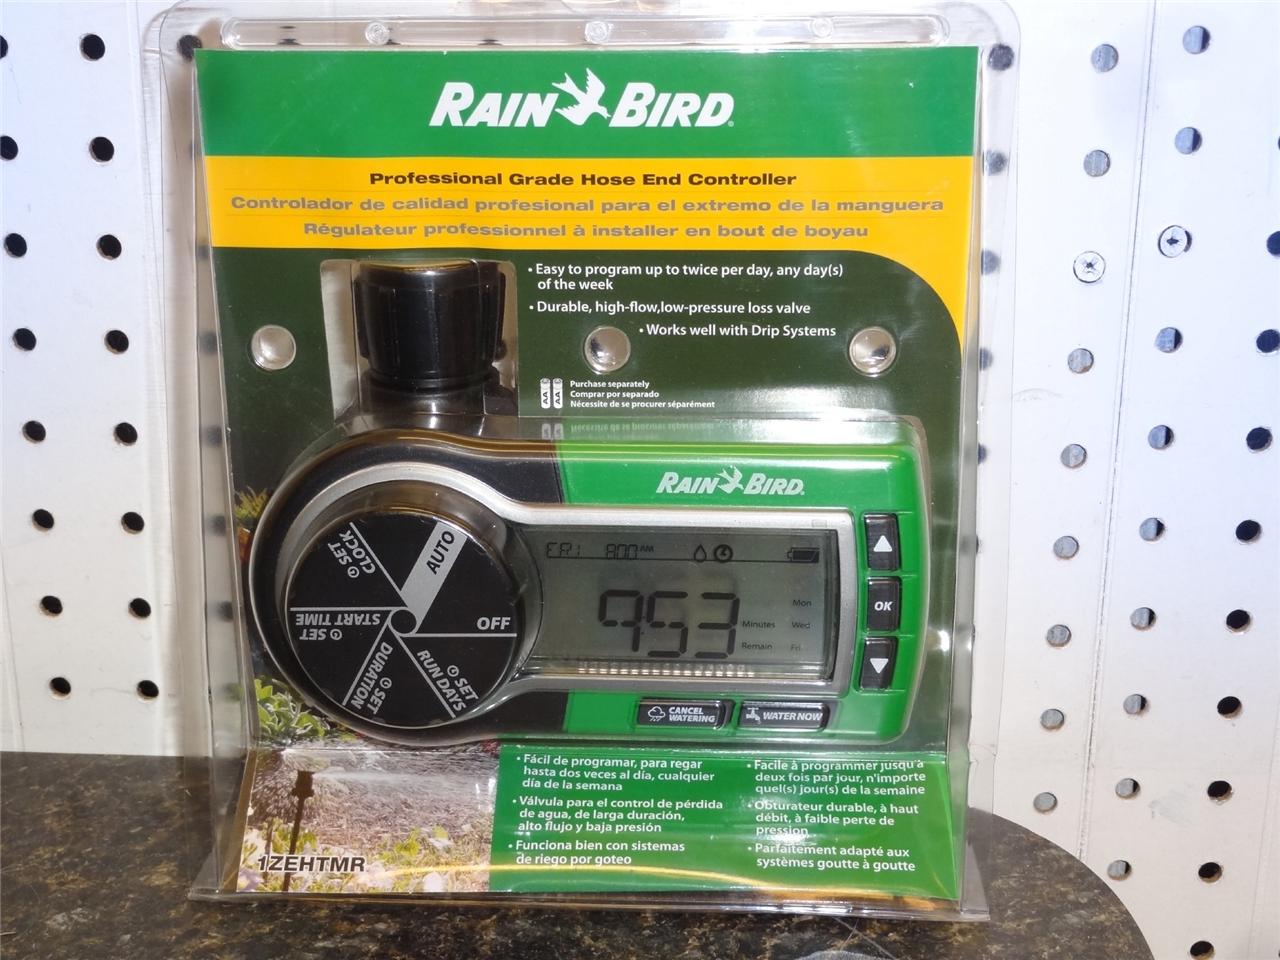 RAIN BIRD
Professional Grade Hose End Controller
Controlador de calidad profesional para el extremo de la manguera
Régulateur professionnel à installer en bout de boyau
• Easy to program up to twice per day, any day(s)
of the week
• Durable, high-flow,low-pressure loss valve
• Works well with Drip Systems
AA AA
Purchase separately
Comprar por separado
Nécessite de se procurer séparément
RAIN BIRD
SET CLOCK
AUTO
OFF
SET START TIME
SET DURATION
SET RUN DAYS
FRI 8:00 AM
953
Minutes
Remain
Mon
Wed
Fri
OK
CANCEL
WATERING
WATER NOW
• Fácil de programar, para regar
hasta dos veces al día, cualquier
día de la semana
• Válvula para el control de pérdida
de agua, de larga duración,
alto flujo y baja presión
• Funciona bien con sistemas
de riego por goteo
• Facile à programmer jusqu'à
deux fois par jour, n'importe
quel(s) jour(s) de la semaine
• Obturateur durable, à haut
débit, à faible perte de
pression
• Parfaitement adapté aux
systèmes goutte à goutte
1ZEHTMR